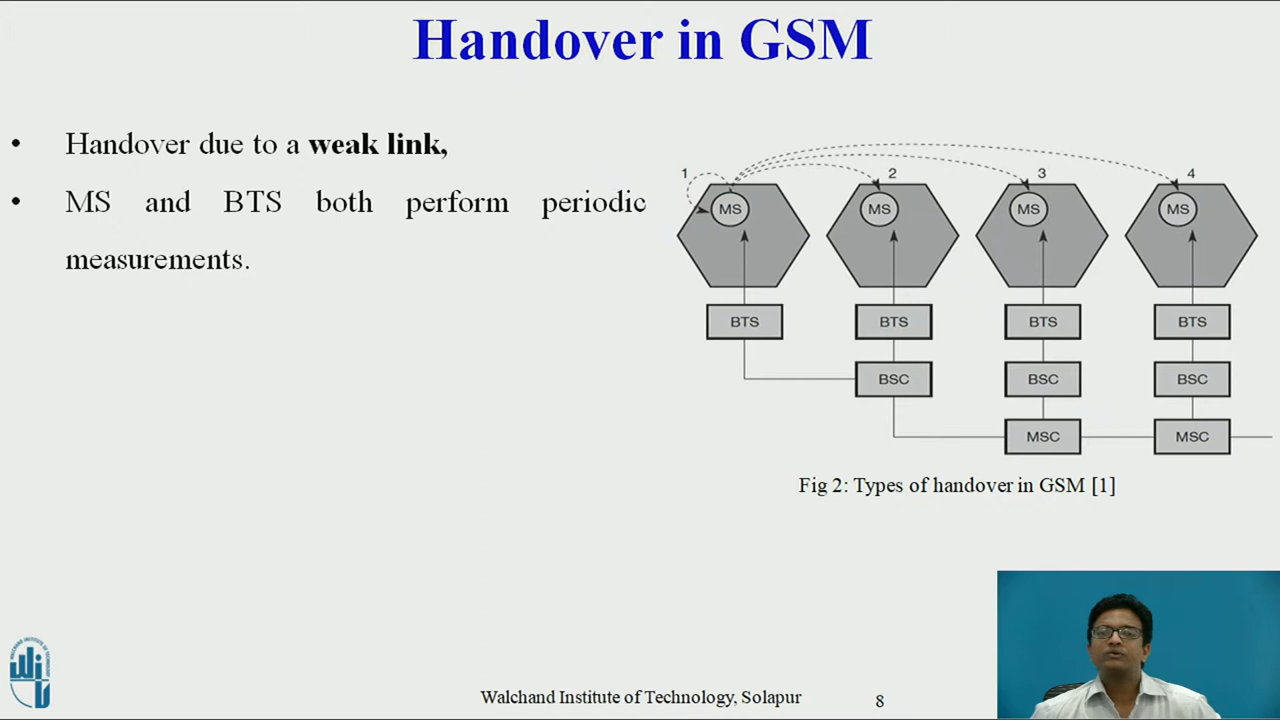 Handover in GSM
• Handover due to a weak link,
• MS and BTS both perform periodic
measurements.
1 2 3 4
MS MS MS MS
BTS BTS BTS BTS
BSC BSC BSC
MSC MSC
Fig 2: Types of handover in GSM [1]
Walchand Institute of Technology, Solapur 8